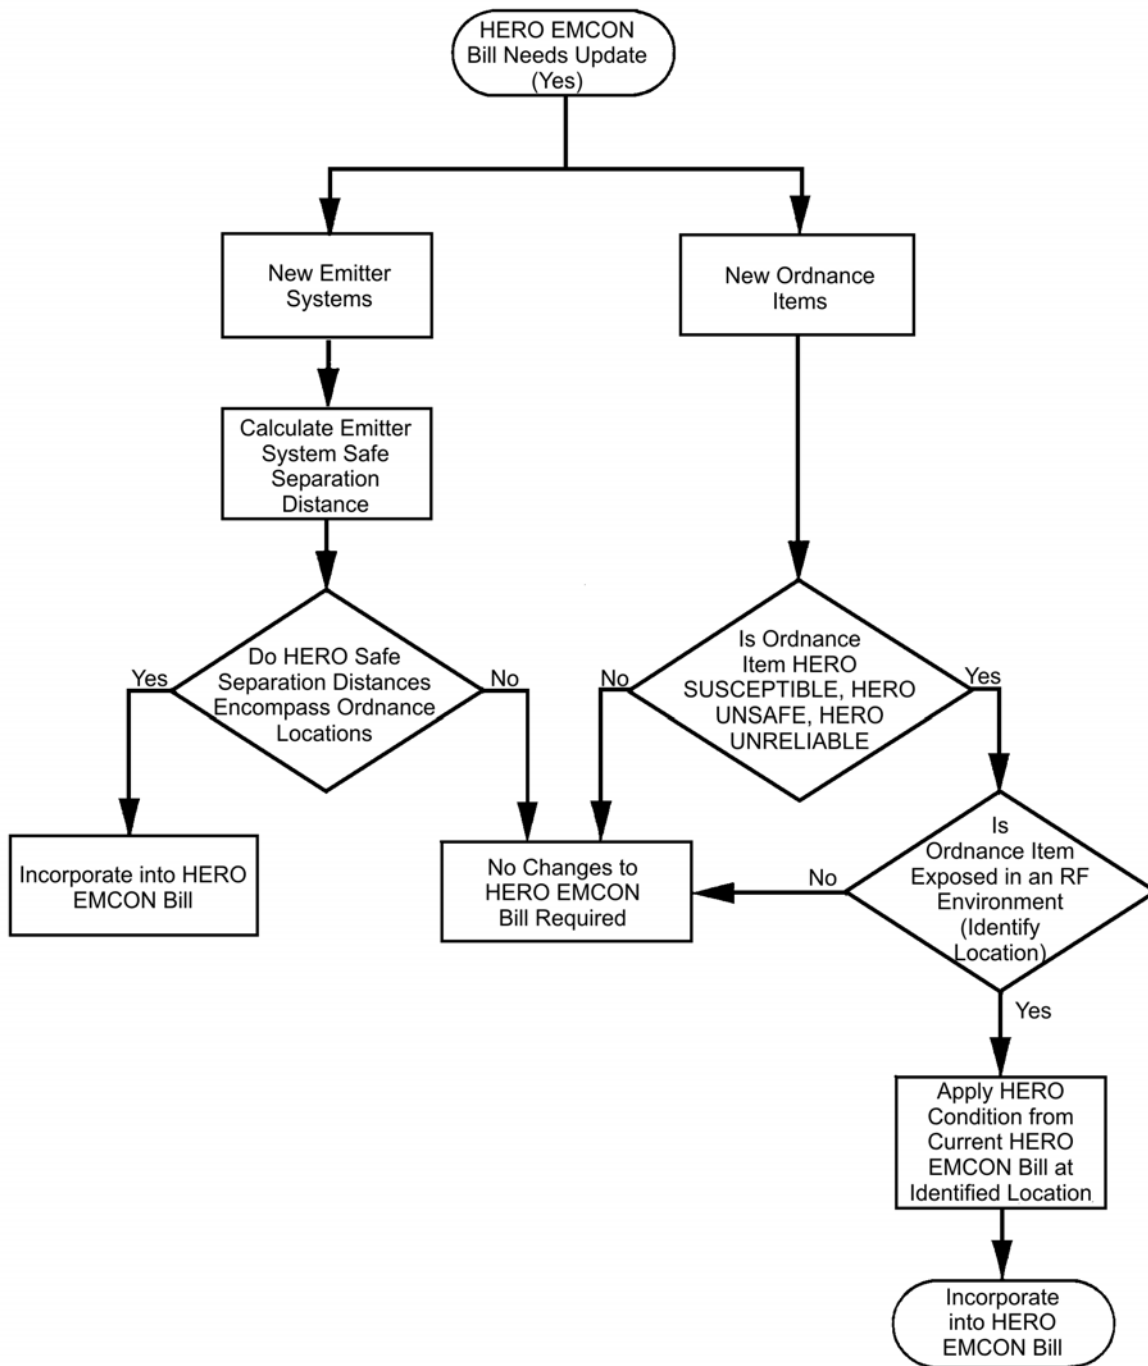 HERO EMCON
Bill Needs Update
(Yes)
New Emitter
Systems
New Ordnance
Items
Calculate Emitter
System Safe
Separation
Distance
Do HERO Safe
Separation Distances
Encompass Ordnance
Locations
Yes
No
Is Ordnance
Item HERO
SUSCEPTIBLE, HERO
UNSAFE, HERO
UNRELIABLE
No
Yes
Incorporate into HERO
EMCON Bill
No Changes to
HERO EMCON
Bill Required
Is
Ordnance Item
Exposed in an RF
Environment
(Identify
Location)
No
Yes
Apply HERO
Condition from
Current HERO
EMCON Bill at
Identified Location
Incorporate
into HERO
EMCON Bill